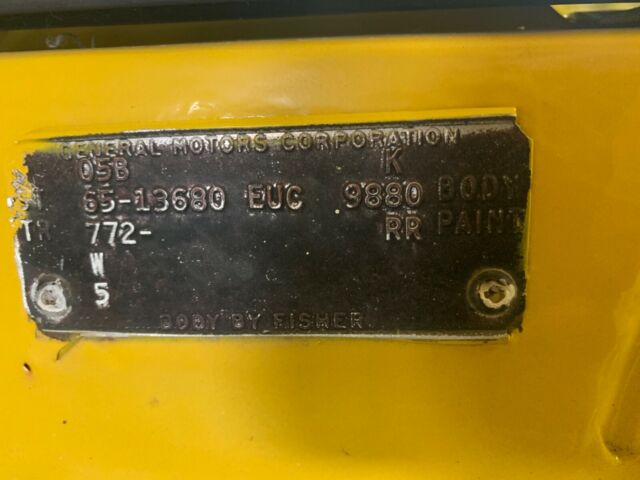 GENERAL MOTORS CORPORATION
05B K
65-13680 EUC 9880 BODY
TR 772- RR PAINT
W
5
BODY BY FISHER